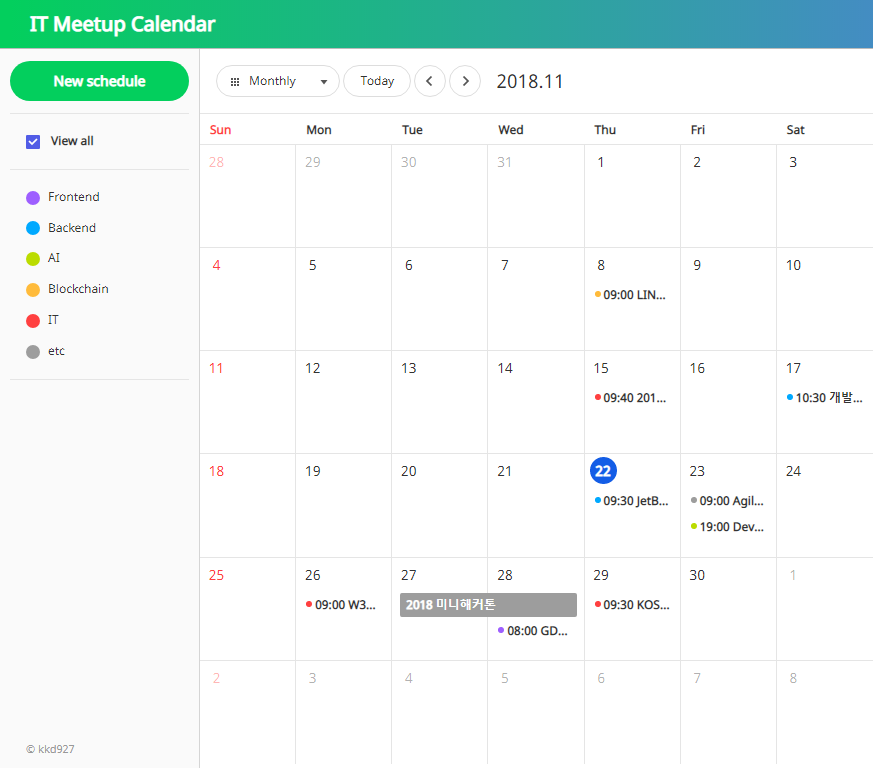 IT Meetup Calendar
New schedule
View all
Frontend
Backend
AI
Blockchain
IT
etc
© kkd927
Monthly Today 2018.11
Sun Mon Tue Wed Thu Fri Sat
28 29 30 31 1 2 3
4 5 6 7 8 9 10
09:00 LIN...
11 12 13 14 15 16 17
09:40 201... 10:30 개발...
18 19 20 21 22 23 24
09:30 JetB... 09:00 Agil...
19:00 Dev...
25 26 27 28 29 30 1
09:00 W3... 2018 미니해커톤 09:30 KOS...
08:00 GD...
2 3 4 5 6 7 8